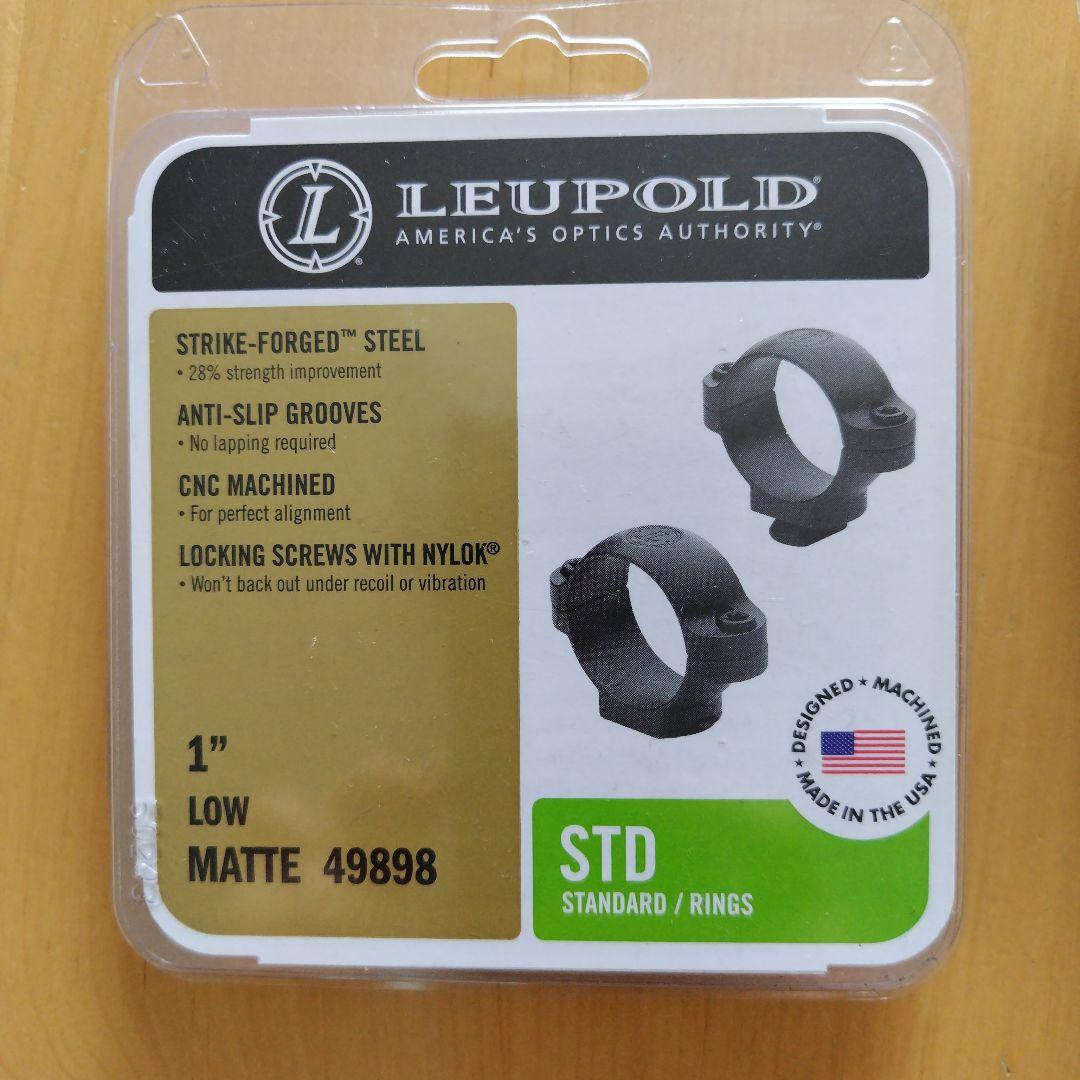 L
LEUPOLD®
AMERICA'S OPTICS AUTHORITY®
STRIKE-FORGED™ STEEL
• 28% strength improvement
ANTI-SLIP GROOVES
• No lapping required
CNC MACHINED
• For perfect alignment
LOCKING SCREWS WITH NYLOK®
• Won't back out under recoil or vibration
1”
LOW
MATTE 49898
DESIGNED ★ MACHINED ★ MADE IN THE USA ★
STD
STANDARD / RINGS